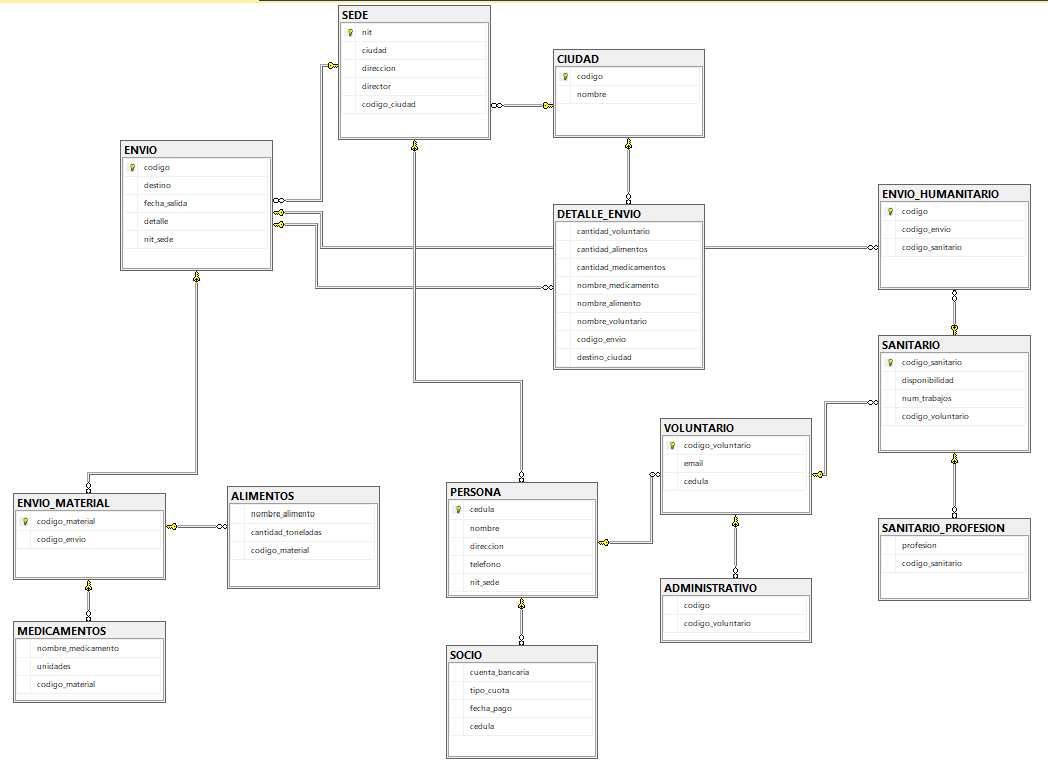 SEDE
nit
ciudad
direccion
director
codigo_ciudad
CIUDAD
codigo
nombre
ENVIO
codigo
destino
fecha_salida
detalle
nit_sede
DETALLE_ENVIO
cantidad_voluntario
cantidad_alimentos
cantidad_medicamentos
nombre_medicamento
nombre_alimento
nombre_voluntario
codigo_envio
destino_ciudad
ENVIO_HUMANITARIO
codigo
codigo_envio
codigo_sanitario
SANITARIO
codigo_sanitario
disponibilidad
num_trabajos
codigo_voluntario
VOLUNTARIO
codigo_voluntario
email
cedula
ENVIO_MATERIAL
codigo_material
codigo_envio
ALIMENTOS
nombre_alimento
cantidad_toneladas
codigo_material
PERSONA
cedula
nombre
direccion
telefono
nit_sede
SANITARIO_PROFESION
profesion
codigo_sanitario
ADMINISTRATIVO
codigo
codigo_voluntario
MEDICAMENTOS
nombre_medicamento
unidades
codigo_material
SOCIO
cuenta_bancaria
tipo_cuota
fecha_pago
cedula